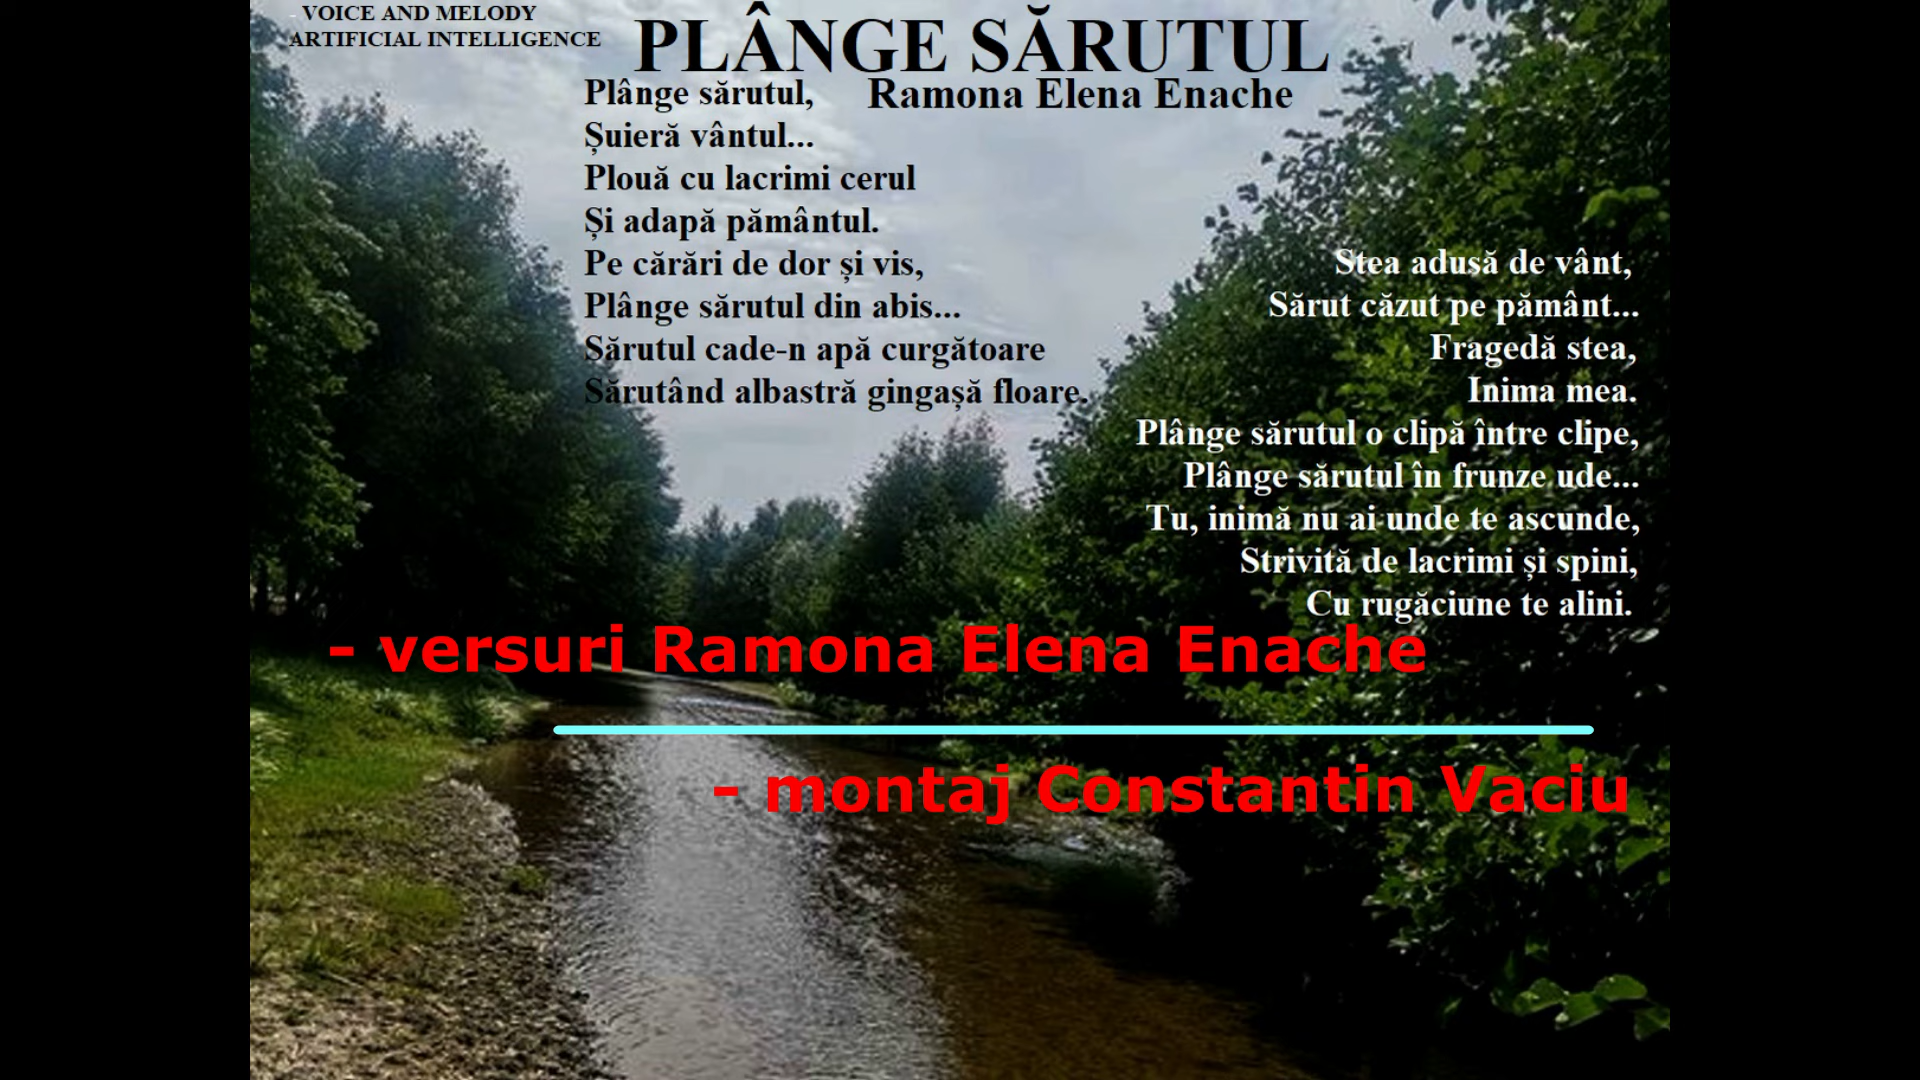 - VOICE AND MELODY
ARTIFICIAL INTELLIGENCE
PLÂNGE SĂRUTUL
Ramona Elena Enache
Plânge sărutul,
Șuieră vântul...
Plouă cu lacrimi cerul
Și adapă pământul.
Pe cărări de dor și vis,
Plânge sărutul din abis...
Sărutul cade-n apă curgătoare
Sărutând albastră gingașă floare.
Stea adusă de vânt,
Sărut căzut pe pământ...
Fragedă stea,
Inima mea.
Plânge sărutul o clipă între clipe,
Plânge sărutul în frunze ude...
Tu, inimă nu ai unde te ascunde,
Strivită de lacrimi și spini,
Cu rugăciune te alini.
- versuri Ramona Elena Enache
- montaj Constantin Vaciu